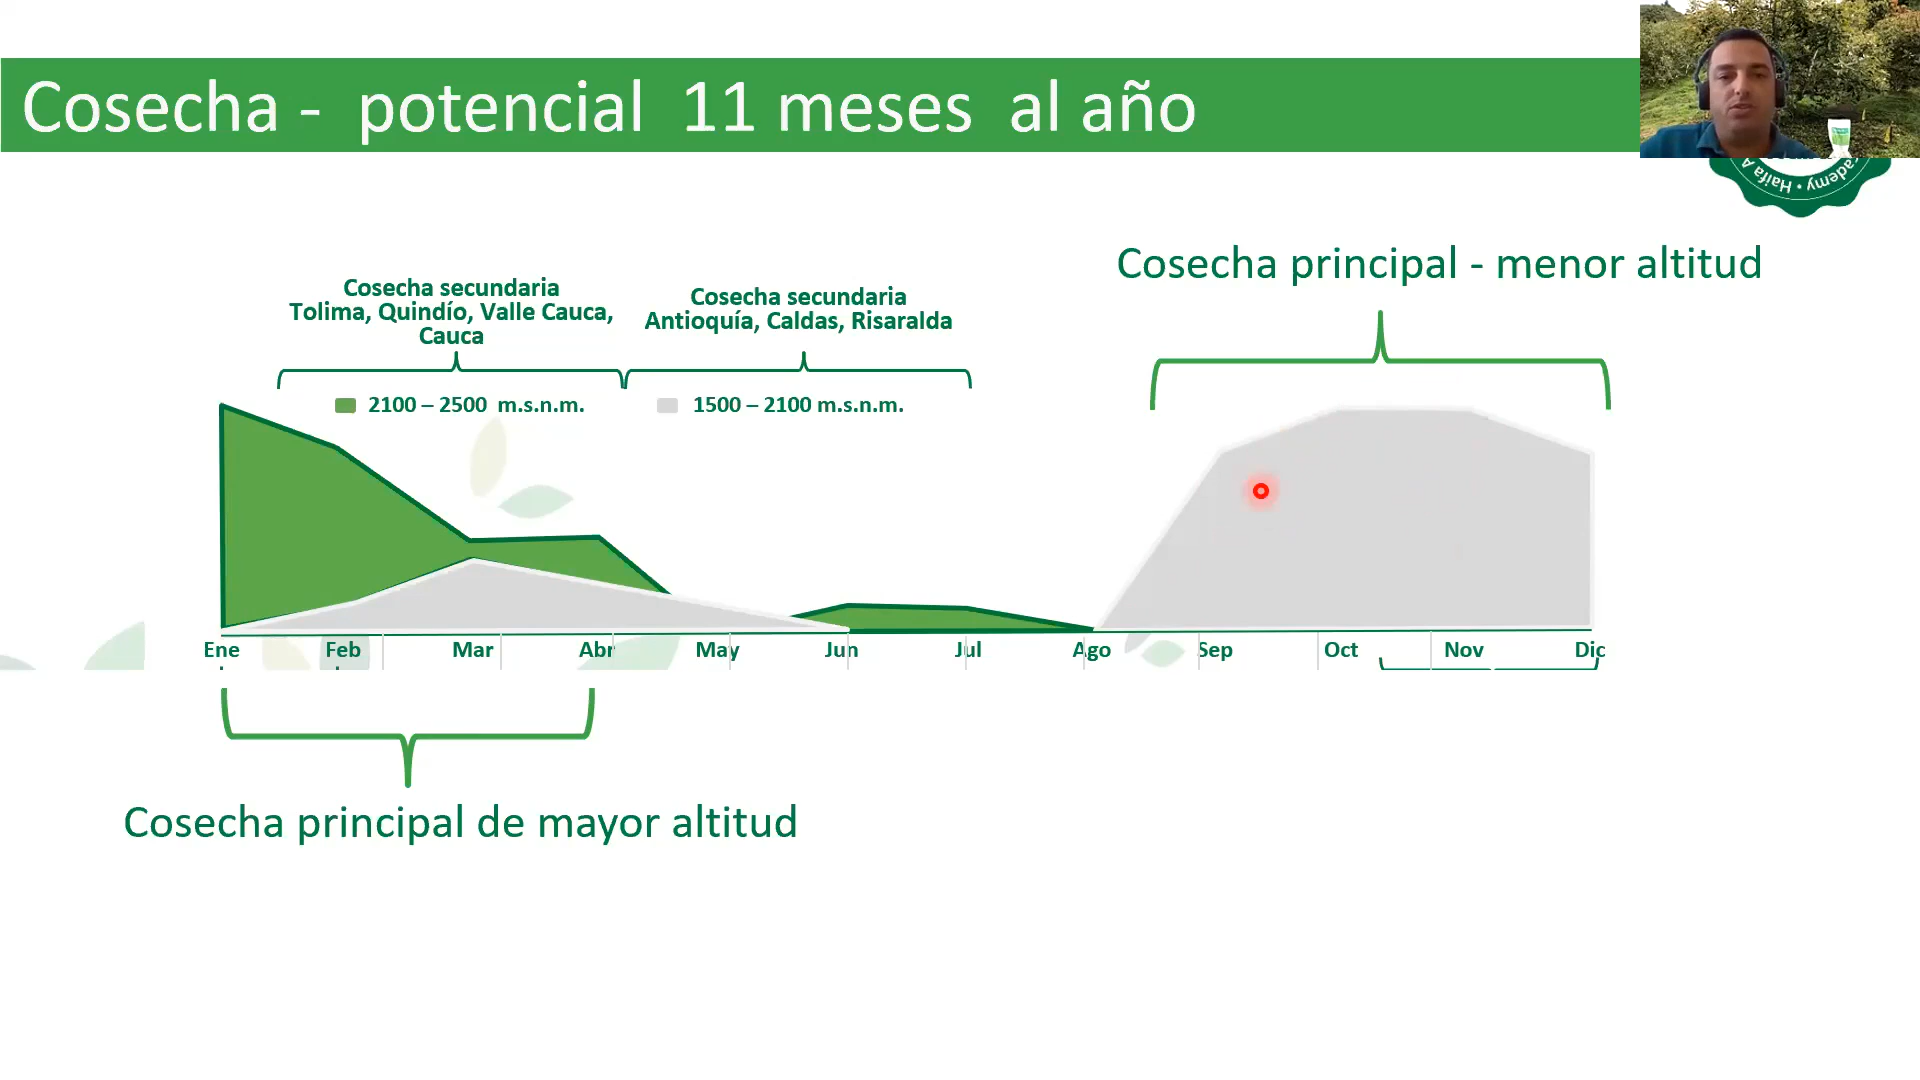 Cosecha - potencial 11 meses al año
Haifa Academy
Cosecha principal - menor altitud
Cosecha secundaria
Tolima, Quindío, Valle Cauca,
Cauca
Cosecha secundaria
Antioquía, Caldas, Risaralda
2100 – 2500 m.s.n.m.
1500 – 2100 m.s.n.m.
Ene Feb Mar Abr May Jun Jul Ago Sep Oct Nov Dic
Cosecha principal de mayor altitud